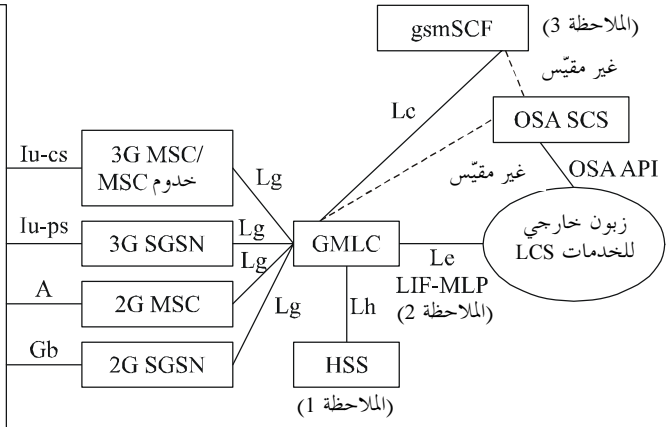 gsmSCF
(الملاحظة 3)
غير مقيّس
Lc
OSA SCS
Iu-cs
3G MSC/
خدوم MSC
Lg
غير مقيّس
OSA API
Iu-ps
3G SGSN
Lg
GMLC
Le
LIF-MLP
(الملاحظة 2)
زبون خارجي
للخدمات LCS
Lg
A
2G MSC
Lg
Lh
Gb
2G SGSN
HSS
(الملاحظة 1)